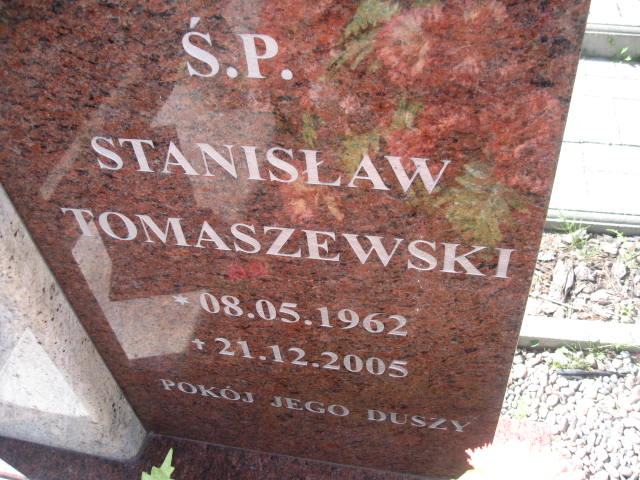 Ś.P.
STANISŁAW
TOMASZEWSKI
* 08.05.1962
✝ 21.12.2005
POKÓJ JEGO DUSZY